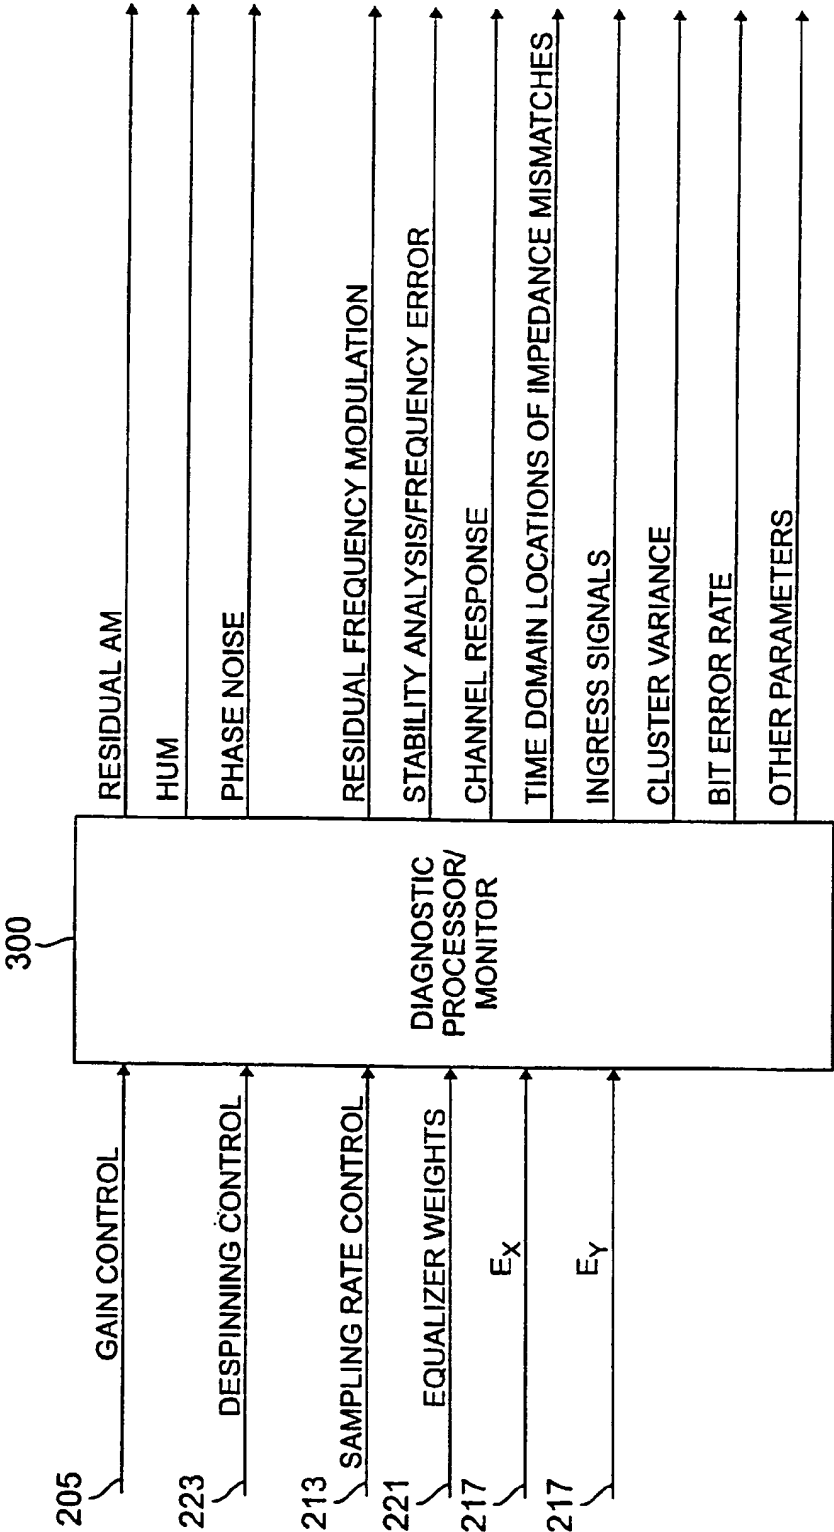 300
DIAGNOSTIC
PROCESSOR/
MONITOR
205
GAIN CONTROL
223
DESPINNING CONTROL
213
SAMPLING RATE CONTROL
221
EQUALIZER WEIGHTS
217
EX
217
EY
RESIDUAL AM
HUM
PHASE NOISE
RESIDUAL FREQUENCY MODULATION
STABILITY ANALYSIS/FREQUENCY ERROR
CHANNEL RESPONSE
TIME DOMAIN LOCATIONS OF IMPEDANCE MISMATCHES
INGRESS SIGNALS
CLUSTER VARIANCE
BIT ERROR RATE
OTHER PARAMETERS